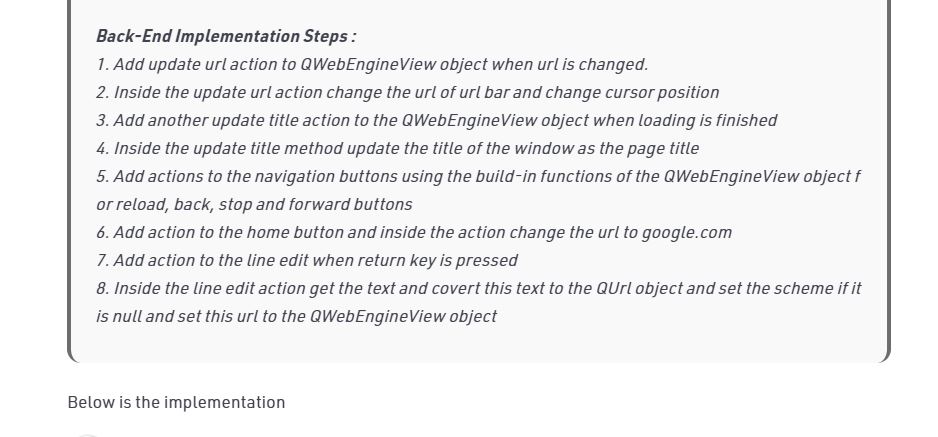 Back-End Implementation Steps :
1. Add update url action to QWebEngineView object when url is changed.
2. Inside the update url action change the url of url bar and change cursor position
3. Add another update title action to the QWebEngineView object when loading is finished
4. Inside the update title method update the title of the window as the page title
5. Add actions to the navigation buttons using the build-in functions of the QWebEngineView object f
or reload, back, stop and forward buttons
6. Add action to the home button and inside the action change the url to google.com
7. Add action to the line edit when return key is pressed
8. Inside the line edit action get the text and covert this text to the QUrl object and set the scheme if it
is null and set this url to the QWebEngineView object
Below is the implementation